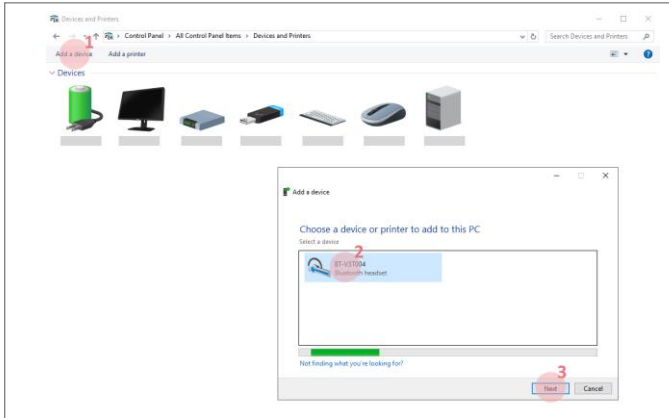 Devices and Printers
Control Panel > All Control Panel Items > Devices and Printers
Search Devices and Printers
1
Add a device Add a printer
Devices
Add a device
Choose a device or printer to add to this PC
Select a device
2
BT-VIT004
Bluetooth headset
Not finding what you're looking for?
3
Next Cancel